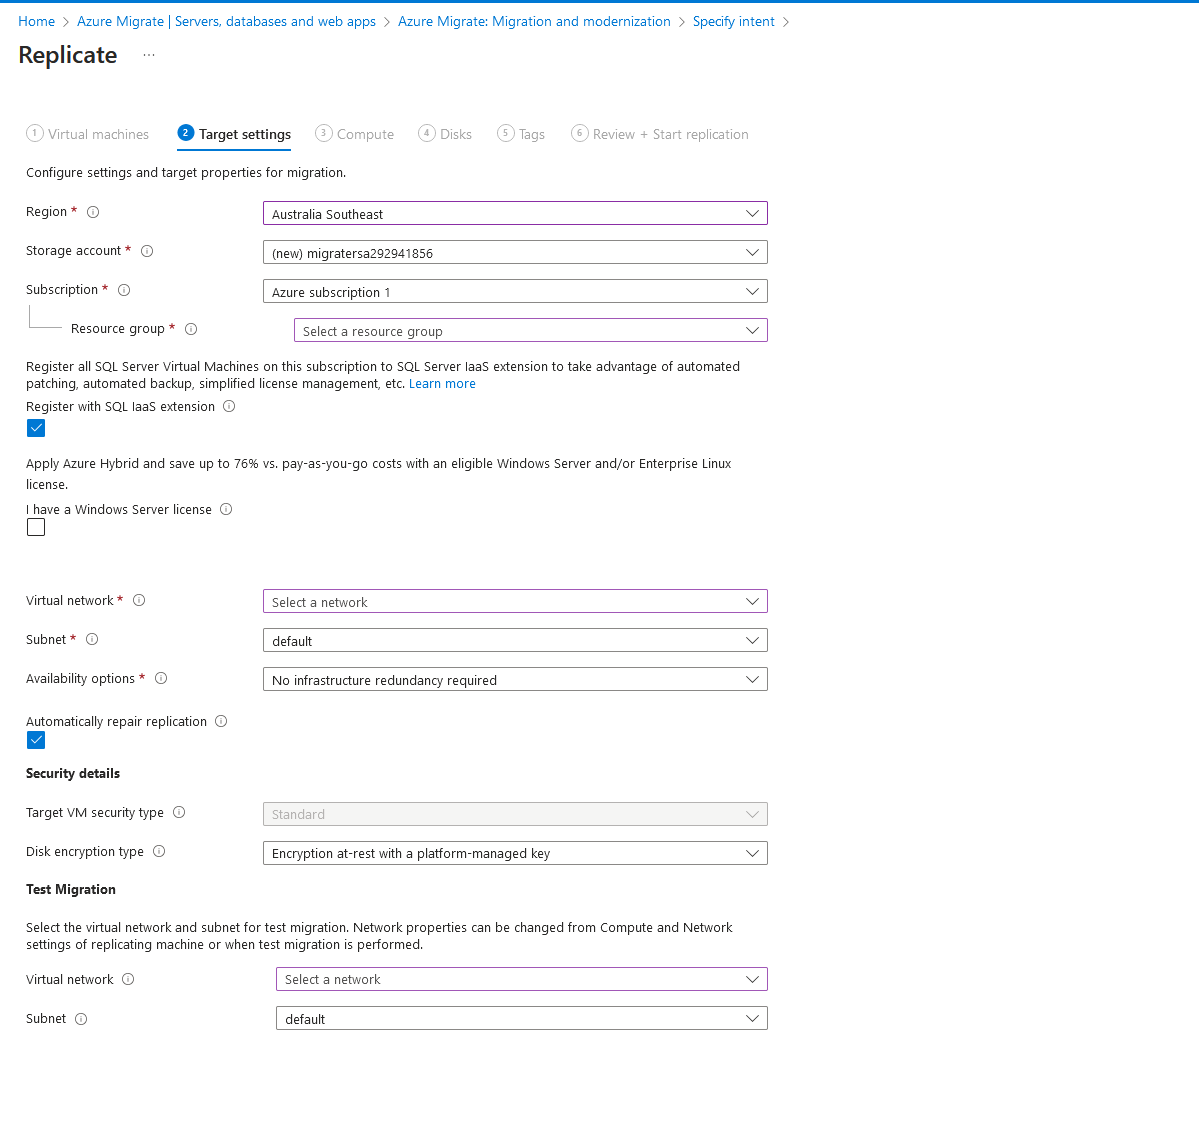 Home > Azure Migrate | Servers, databases and web apps > Azure Migrate: Migration and modernization > Specify intent >
Replicate ...
1 Virtual machines 2 Target settings 3 Compute 4 Disks 5 Tags 6 Review + Start replication
Configure settings and target properties for migration.
Region * Australia Southeast
Storage account * (new) migratersa292941856
Subscription * Azure subscription 1
Resource group * Select a resource group
Register all SQL Server Virtual Machines on this subscription to SQL Server IaaS extension to take advantage of automated
patching, automated backup, simplified license management, etc. Learn more
Register with SQL IaaS extension
Apply Azure Hybrid and save up to 76% vs. pay-as-you-go costs with an eligible Windows Server and/or Enterprise Linux
license.
I have a Windows Server license
Virtual network * Select a network
Subnet * default
Availability options * No infrastructure redundancy required
Automatically repair replication
Security details
Target VM security type Standard
Disk encryption type Encryption at-rest with a platform-managed key
Test Migration
Select the virtual network and subnet for test migration. Network properties can be changed from Compute and Network
settings of replicating machine or when test migration is performed.
Virtual network Select a network
Subnet default